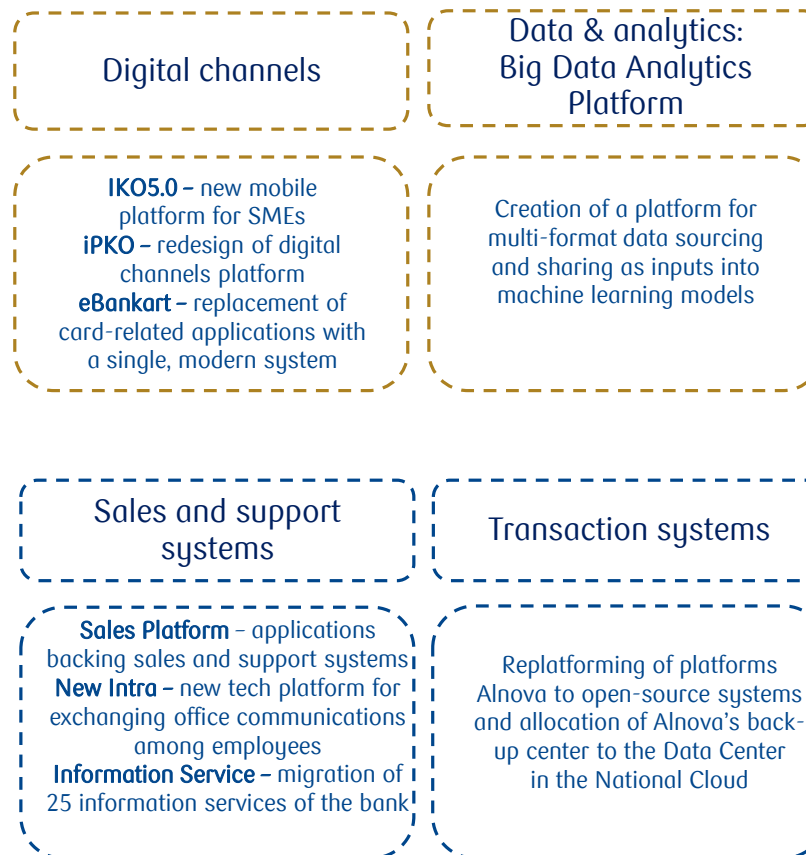 Digital channels
Data & analytics:
Big Data Analytics
Platform
IKO5.0 – new mobile
platform for SMEs
iPKO – redesign of digital
channels platform
eBankart – replacement of
card-related applications with
a single, modern system
Creation of a platform for
multi-format data sourcing
and sharing as inputs into
machine learning models
Sales and support
systems
Transaction systems
Sales Platform – applications
backing sales and support systems
New Intra – new tech platform for
exchanging office communications
among employees
Information Service – migration of
25 information services of the bank
Replatforming of platforms
Alnova to open-source systems
and allocation of Alnova's back-
up center to the Data Center
in the National Cloud